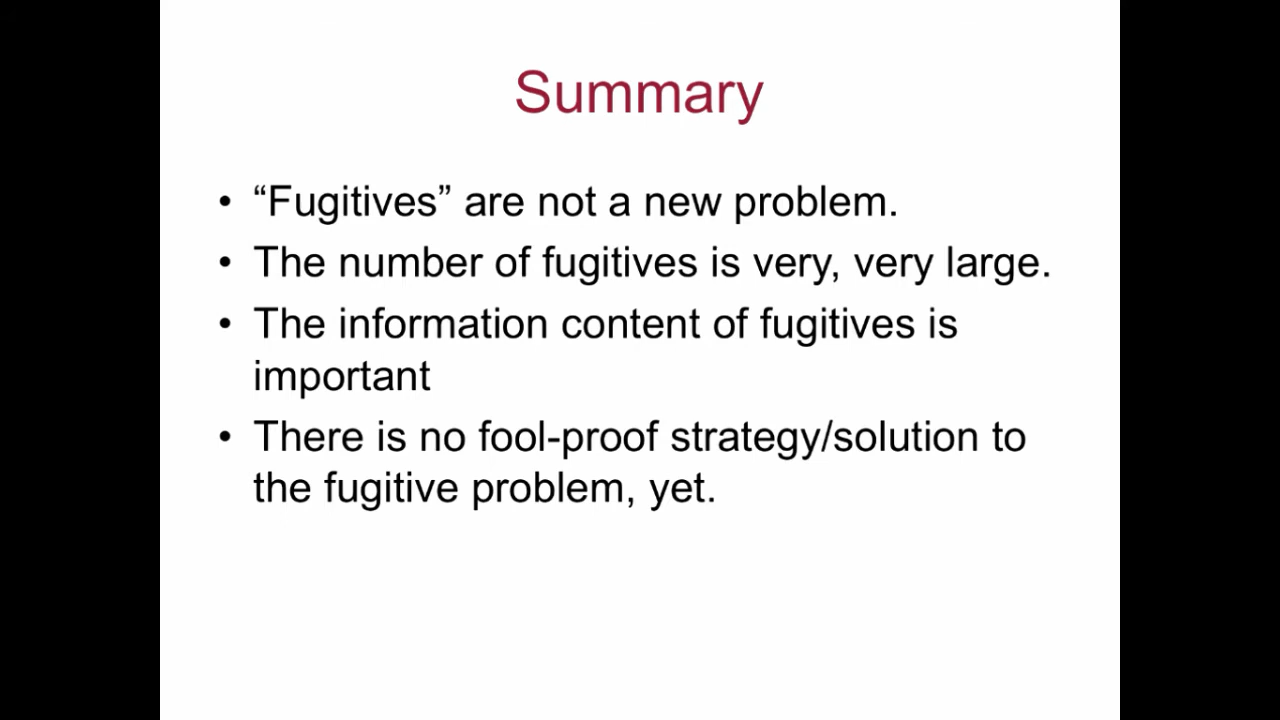 Summary
• “Fugitives” are not a new problem.
• The number of fugitives is very, very large.
• The information content of fugitives is
important
• There is no fool-proof strategy/solution to
the fugitive problem, yet.